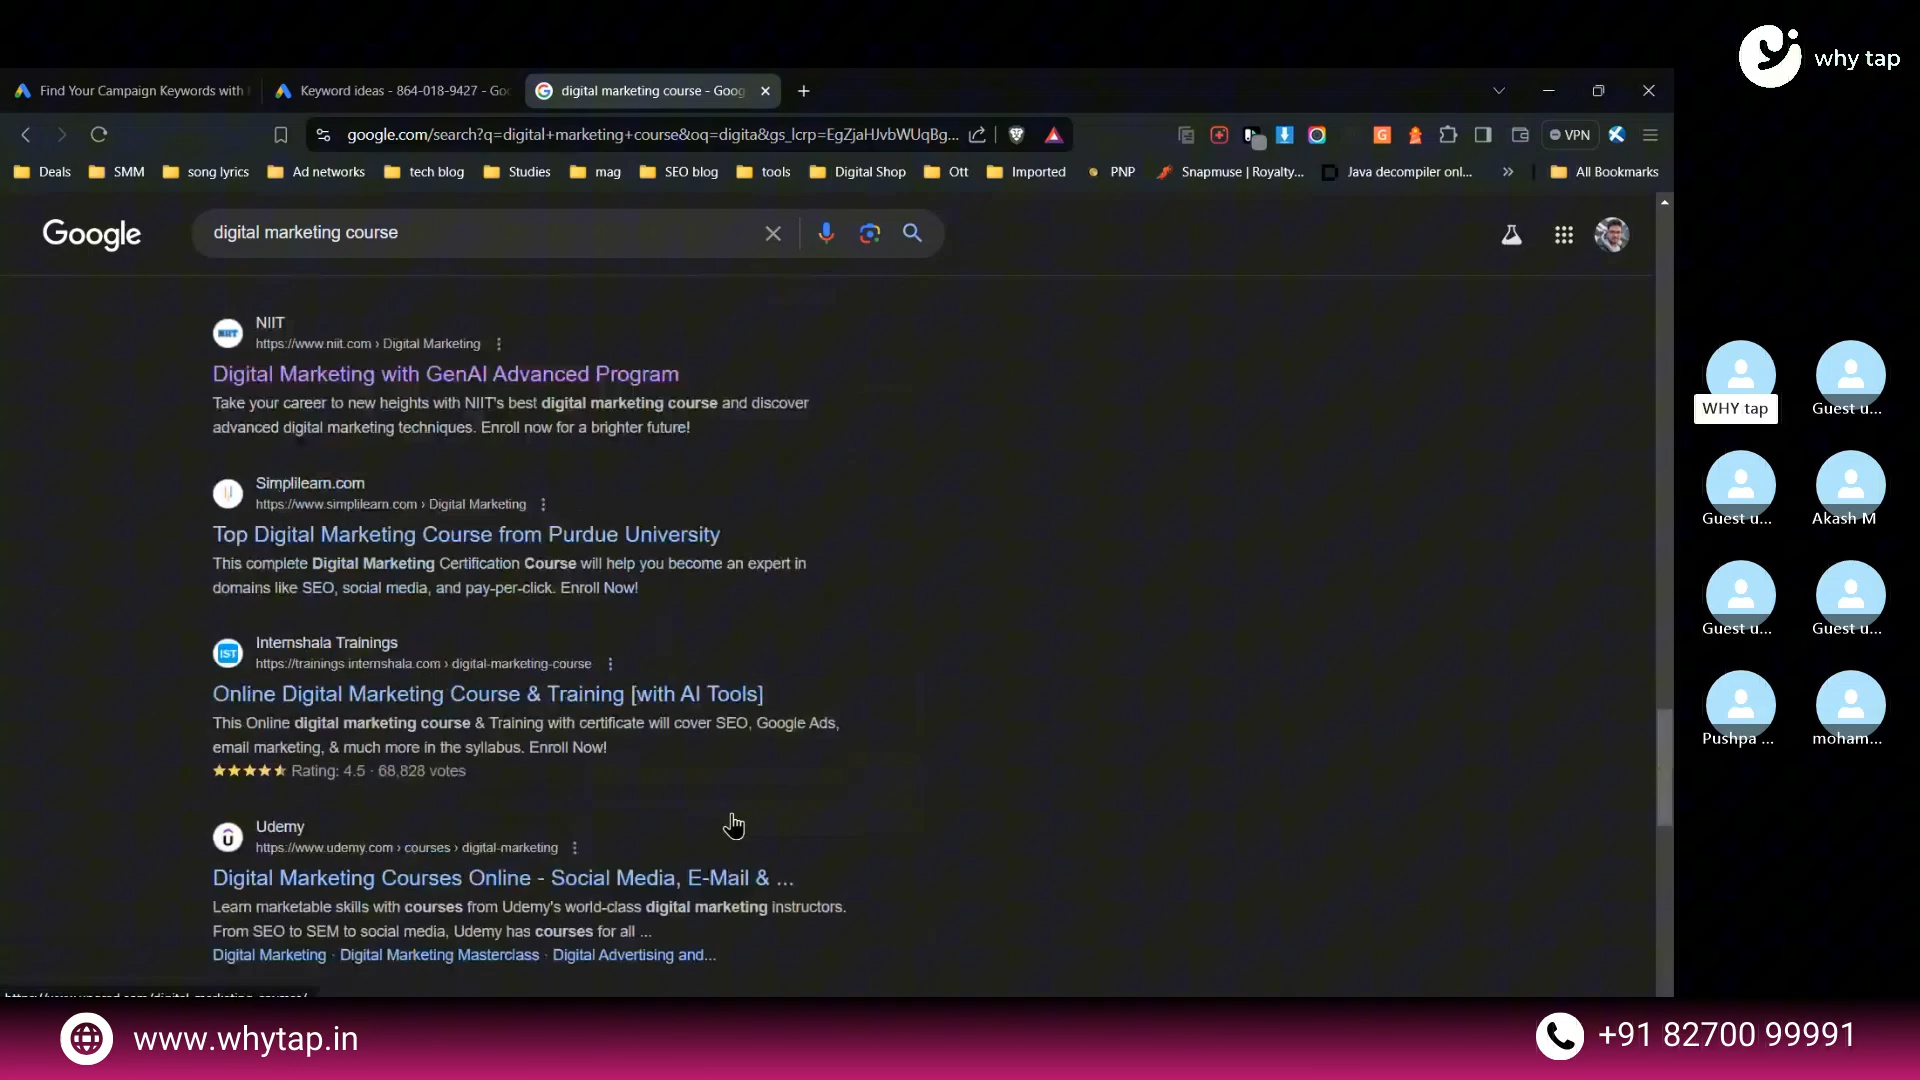 why tap
Find Your Campaign Keywords with
Keyword ideas - 864-018-9427 - Goo
digital marketing course - Goog
google.com/search?q=digital+marketing+course&oq=digita&gs_lcrp=EgZjaHJvbWUqBg...
VPN
Deals
SMM
song lyrics
Ad networks
tech blog
Studies
mag
SEO blog
tools
Digital Shop
Ott
Imported
PNP
Snapmuse | Royalty...
Java decompiler onl...
All Bookmarks
Google
digital marketing course
NIIT
NIIT
https://www.niit.com › Digital Marketing
Digital Marketing with GenAI Advanced Program
Take your career to new heights with NIIT's best digital marketing course and discover
advanced digital marketing techniques. Enroll now for a brighter future!
Simplilearn.com
https://www.simplilearn.com › Digital Marketing
Top Digital Marketing Course from Purdue University
This complete Digital Marketing Certification Course will help you become an expert in
domains like SEO, social media, and pay-per-click. Enroll Now!
Internshala Trainings
IST
https://trainings.internshala.com › digital-marketing-course
Online Digital Marketing Course & Training [with AI Tools]
This Online digital marketing course & Training with certificate will cover SEO, Google Ads,
email marketing, & much more in the syllabus. Enroll Now!
Rating: 4.5 · 68,828 votes
Udemy
https://www.udemy.com › courses › digital-marketing
Digital Marketing Courses Online - Social Media, E-Mail & ...
Learn marketable skills with courses from Udemy's world-class digital marketing instructors.
From SEO to SEM to social media, Udemy has courses for all ...
Digital Marketing · Digital Marketing Masterclass · Digital Advertising and...
WHY tap
Guest u...
Guest u...
Akash M
Guest u...
Guest u...
Pushpa ...
moham...
www.whytap.in
+91 82700 99991